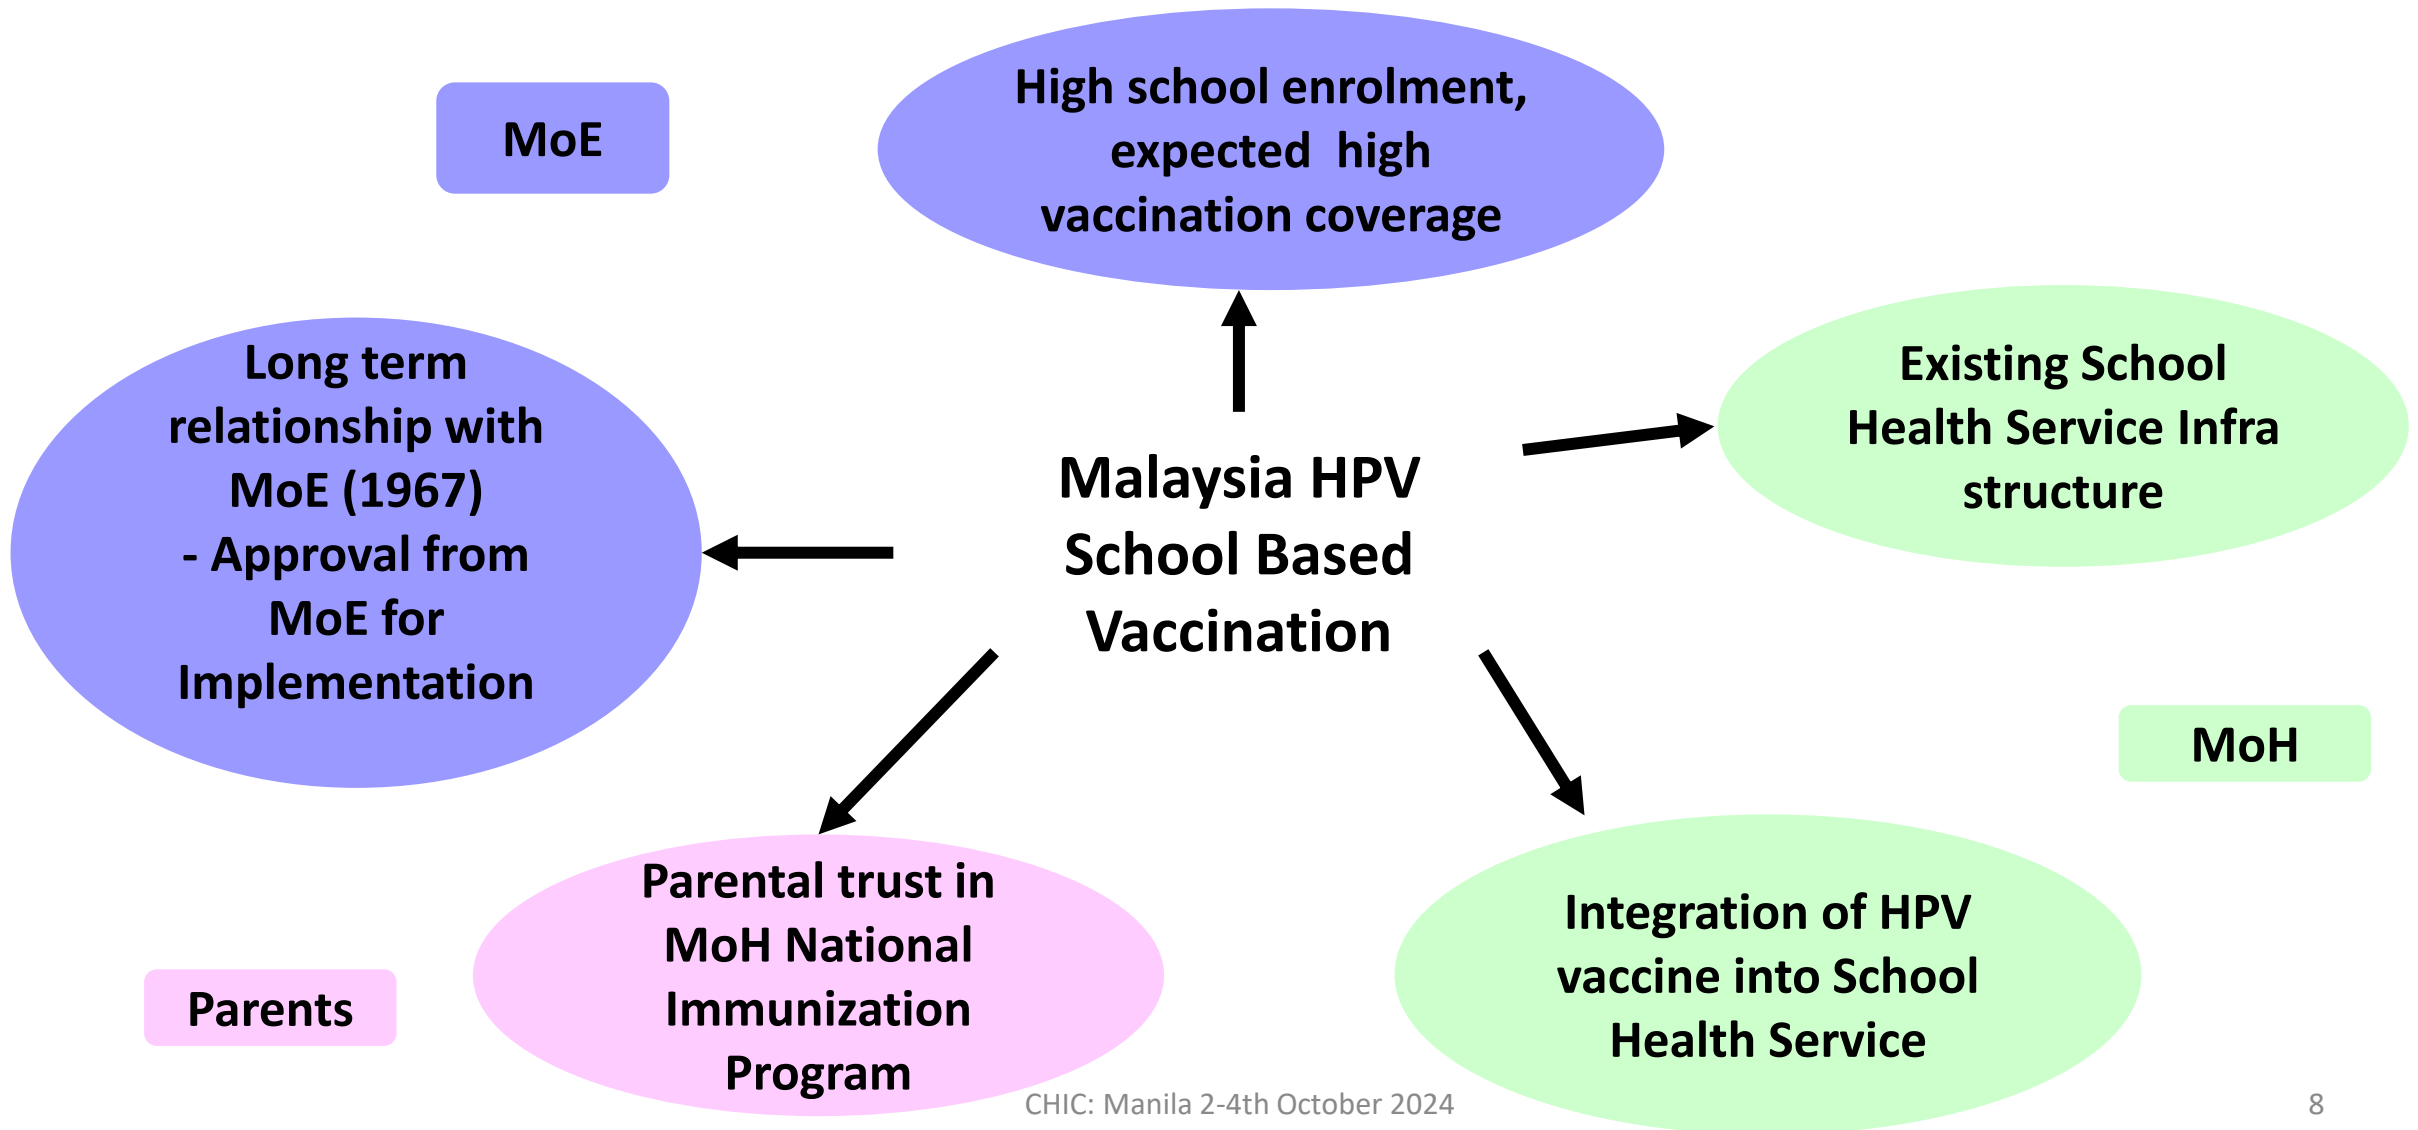 MoE
High school enrolment,
expected  high
vaccination coverage
Long term
relationship with
MoE (1967)
- Approval from
MoE for
Implementation
Existing School
Health Service Infra
structure
Malaysia HPV
School Based
Vaccination
MoH
Parents
Parental trust in
MoH National
Immunization
Program
Integration of HPV
vaccine into School
Health Service
CHIC: Manila 2-4th October 2024
8